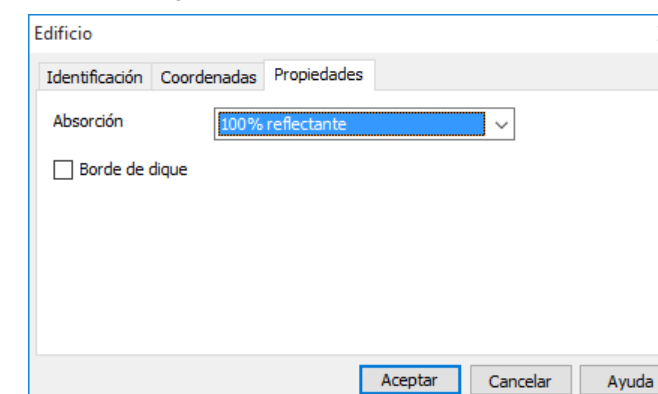 Edificio
Identificación Coordenadas Propiedades
Absorción 100% reflectante
Borde de dique
Aceptar Cancelar Ayuda